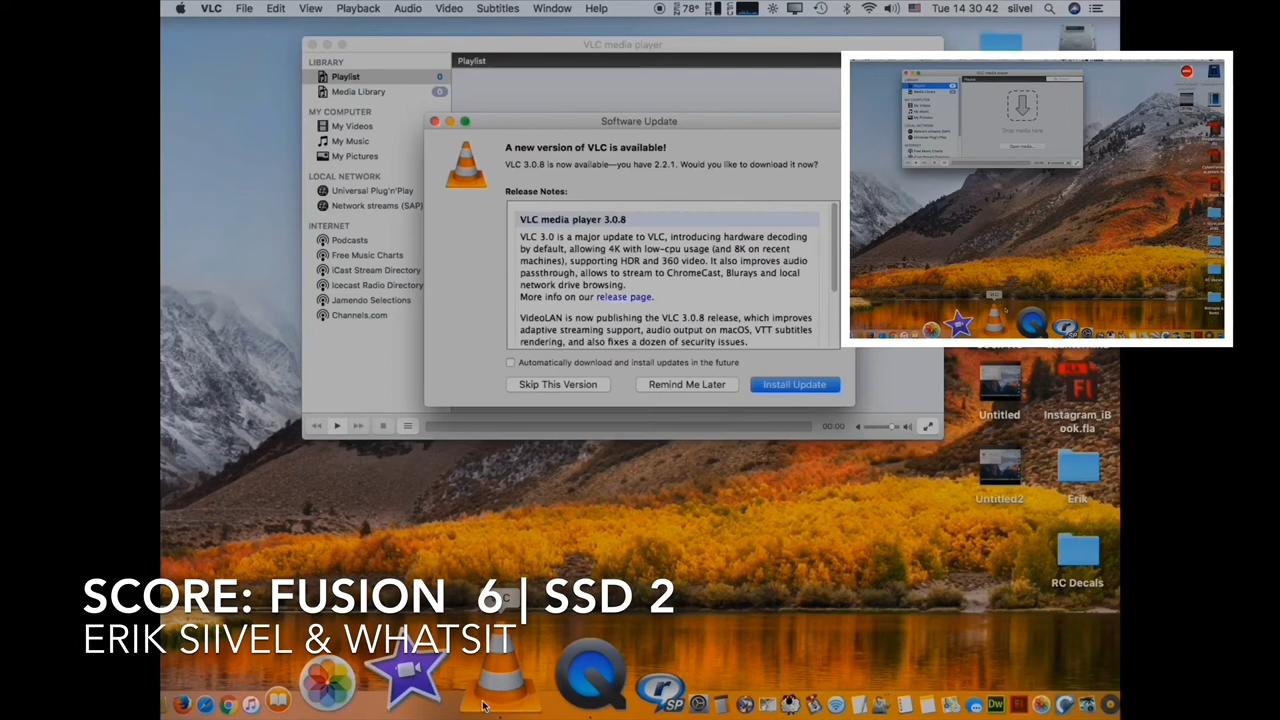 VLC File Edit View Playback Audio Video Subtitles Window Help 78° Tue 14 30 42 siivel
VLC media player
LIBRARY
Playlist 0
Media Library 0
MY COMPUTER
My Videos
My Music
My Pictures
LOCAL NETWORK
Universal Plug'n'Play
Network streams (SAP)
INTERNET
Podcasts
Free Music Charts
iCast Stream Directory
Icecast Radio Directory
Jamendo Selections
Channels.com
Playlist
Software Update
A new version of VLC is available!
VLC 3.0.8 is now available—you have 2.2.1. Would you like to download it now?
Release Notes:
VLC media player 3.0.8
VLC 3.0 is a major update to VLC, introducing hardware decoding
by default, allowing 4K with low-cpu usage (and 8K on recent
machines), supporting HDR and 360 video. It also improves audio
passthrough, allows to stream to ChromeCast, Blurays and local
network drive browsing.
More info on our release page.
VideoLAN is now publishing the VLC 3.0.8 release, which improves
adaptive streaming support, audio output on macOS, VTT subtitles
rendering, and also fixes a dozen of security issues.
Automatically download and install updates in the future
Skip This Version Remind Me Later Install Update
00:00
Drop media here
Open media...
Untitled
Instagram_iB
ook.fla
Untitled2
Erik
RC Decals
SCORE: FUSION 6 | SSD 2
ERIK SIIVEL & WHATSIT
SP
Dw
Fl